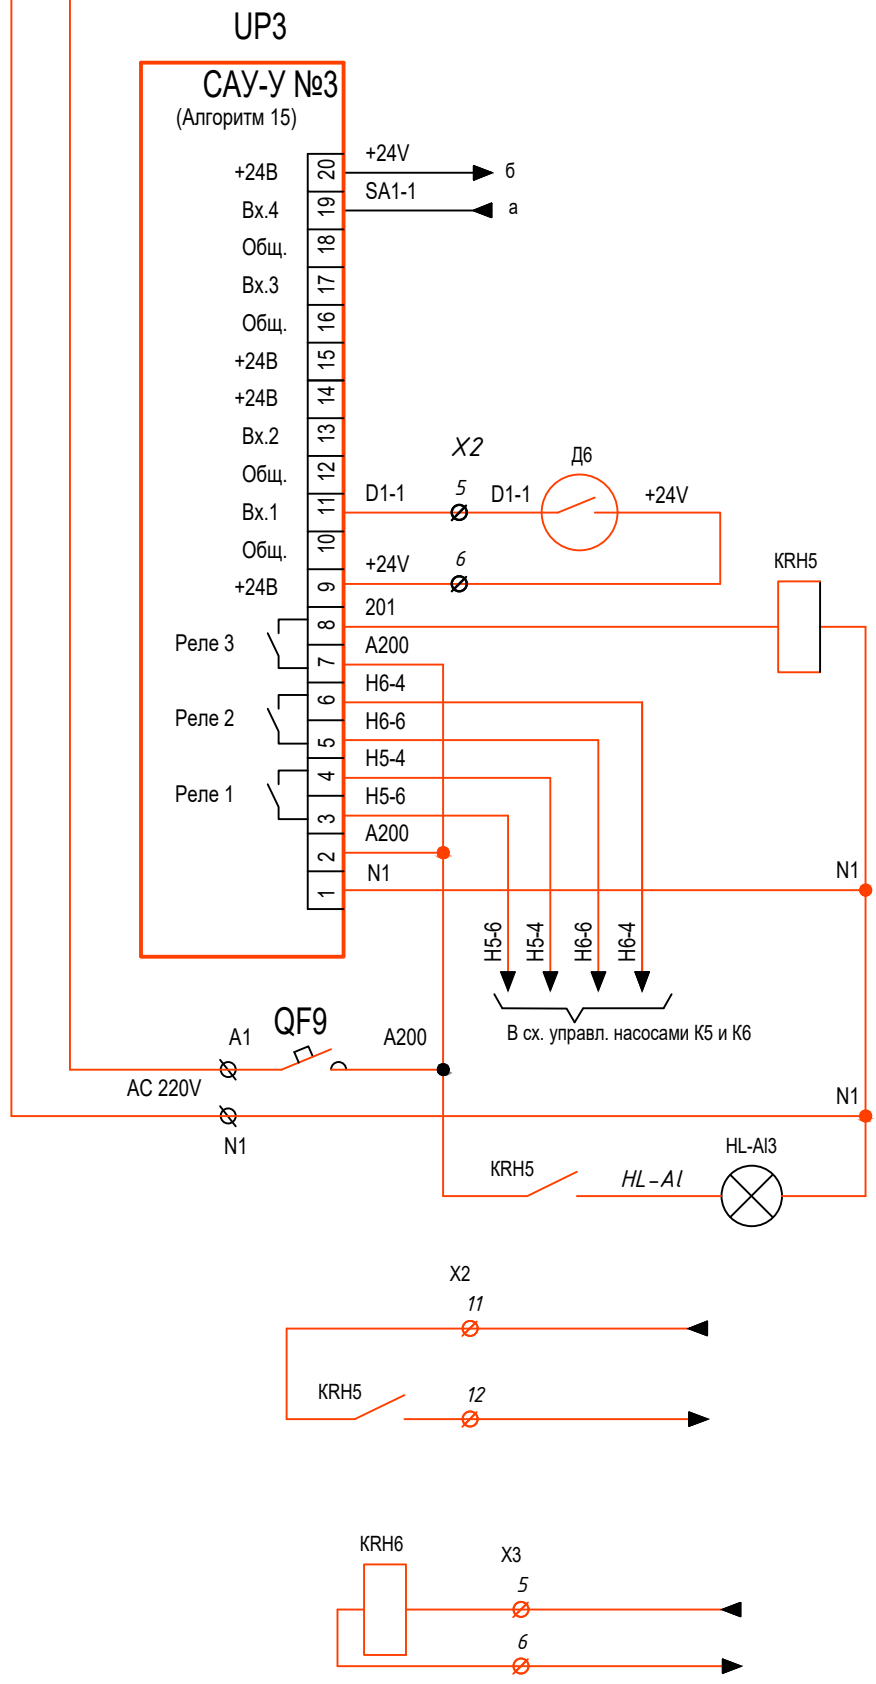 UP3
САУ-У №3
(Алгоритм 15)
+24В 20 +24V б
Вх.4 19 SA1-1 а
Общ. 18
Вх.3 17
Общ. 16
+24В 15
+24В 14
Вх.2 13
Общ. 12
X2
Д6
5
Вх.1 11 D1-1 D1-1 +24V
Общ. 10
6
+24В 9 +24V
KRH5
8 201
Реле 3
7 A200
6 H6-4
Реле 2
5 H6-6
4 H5-4
Реле 1
3 H5-6
2 A200
1 N1 N1
H5-6 H5-4 H6-6 H6-4
В сх. управл. насосами К5 и К6
QF9
A1 A200
AC 220V
N1
N1
KRH5 HL-Al HL-Al3
X2
11
KRH5 12
KRH6
X3
5
6